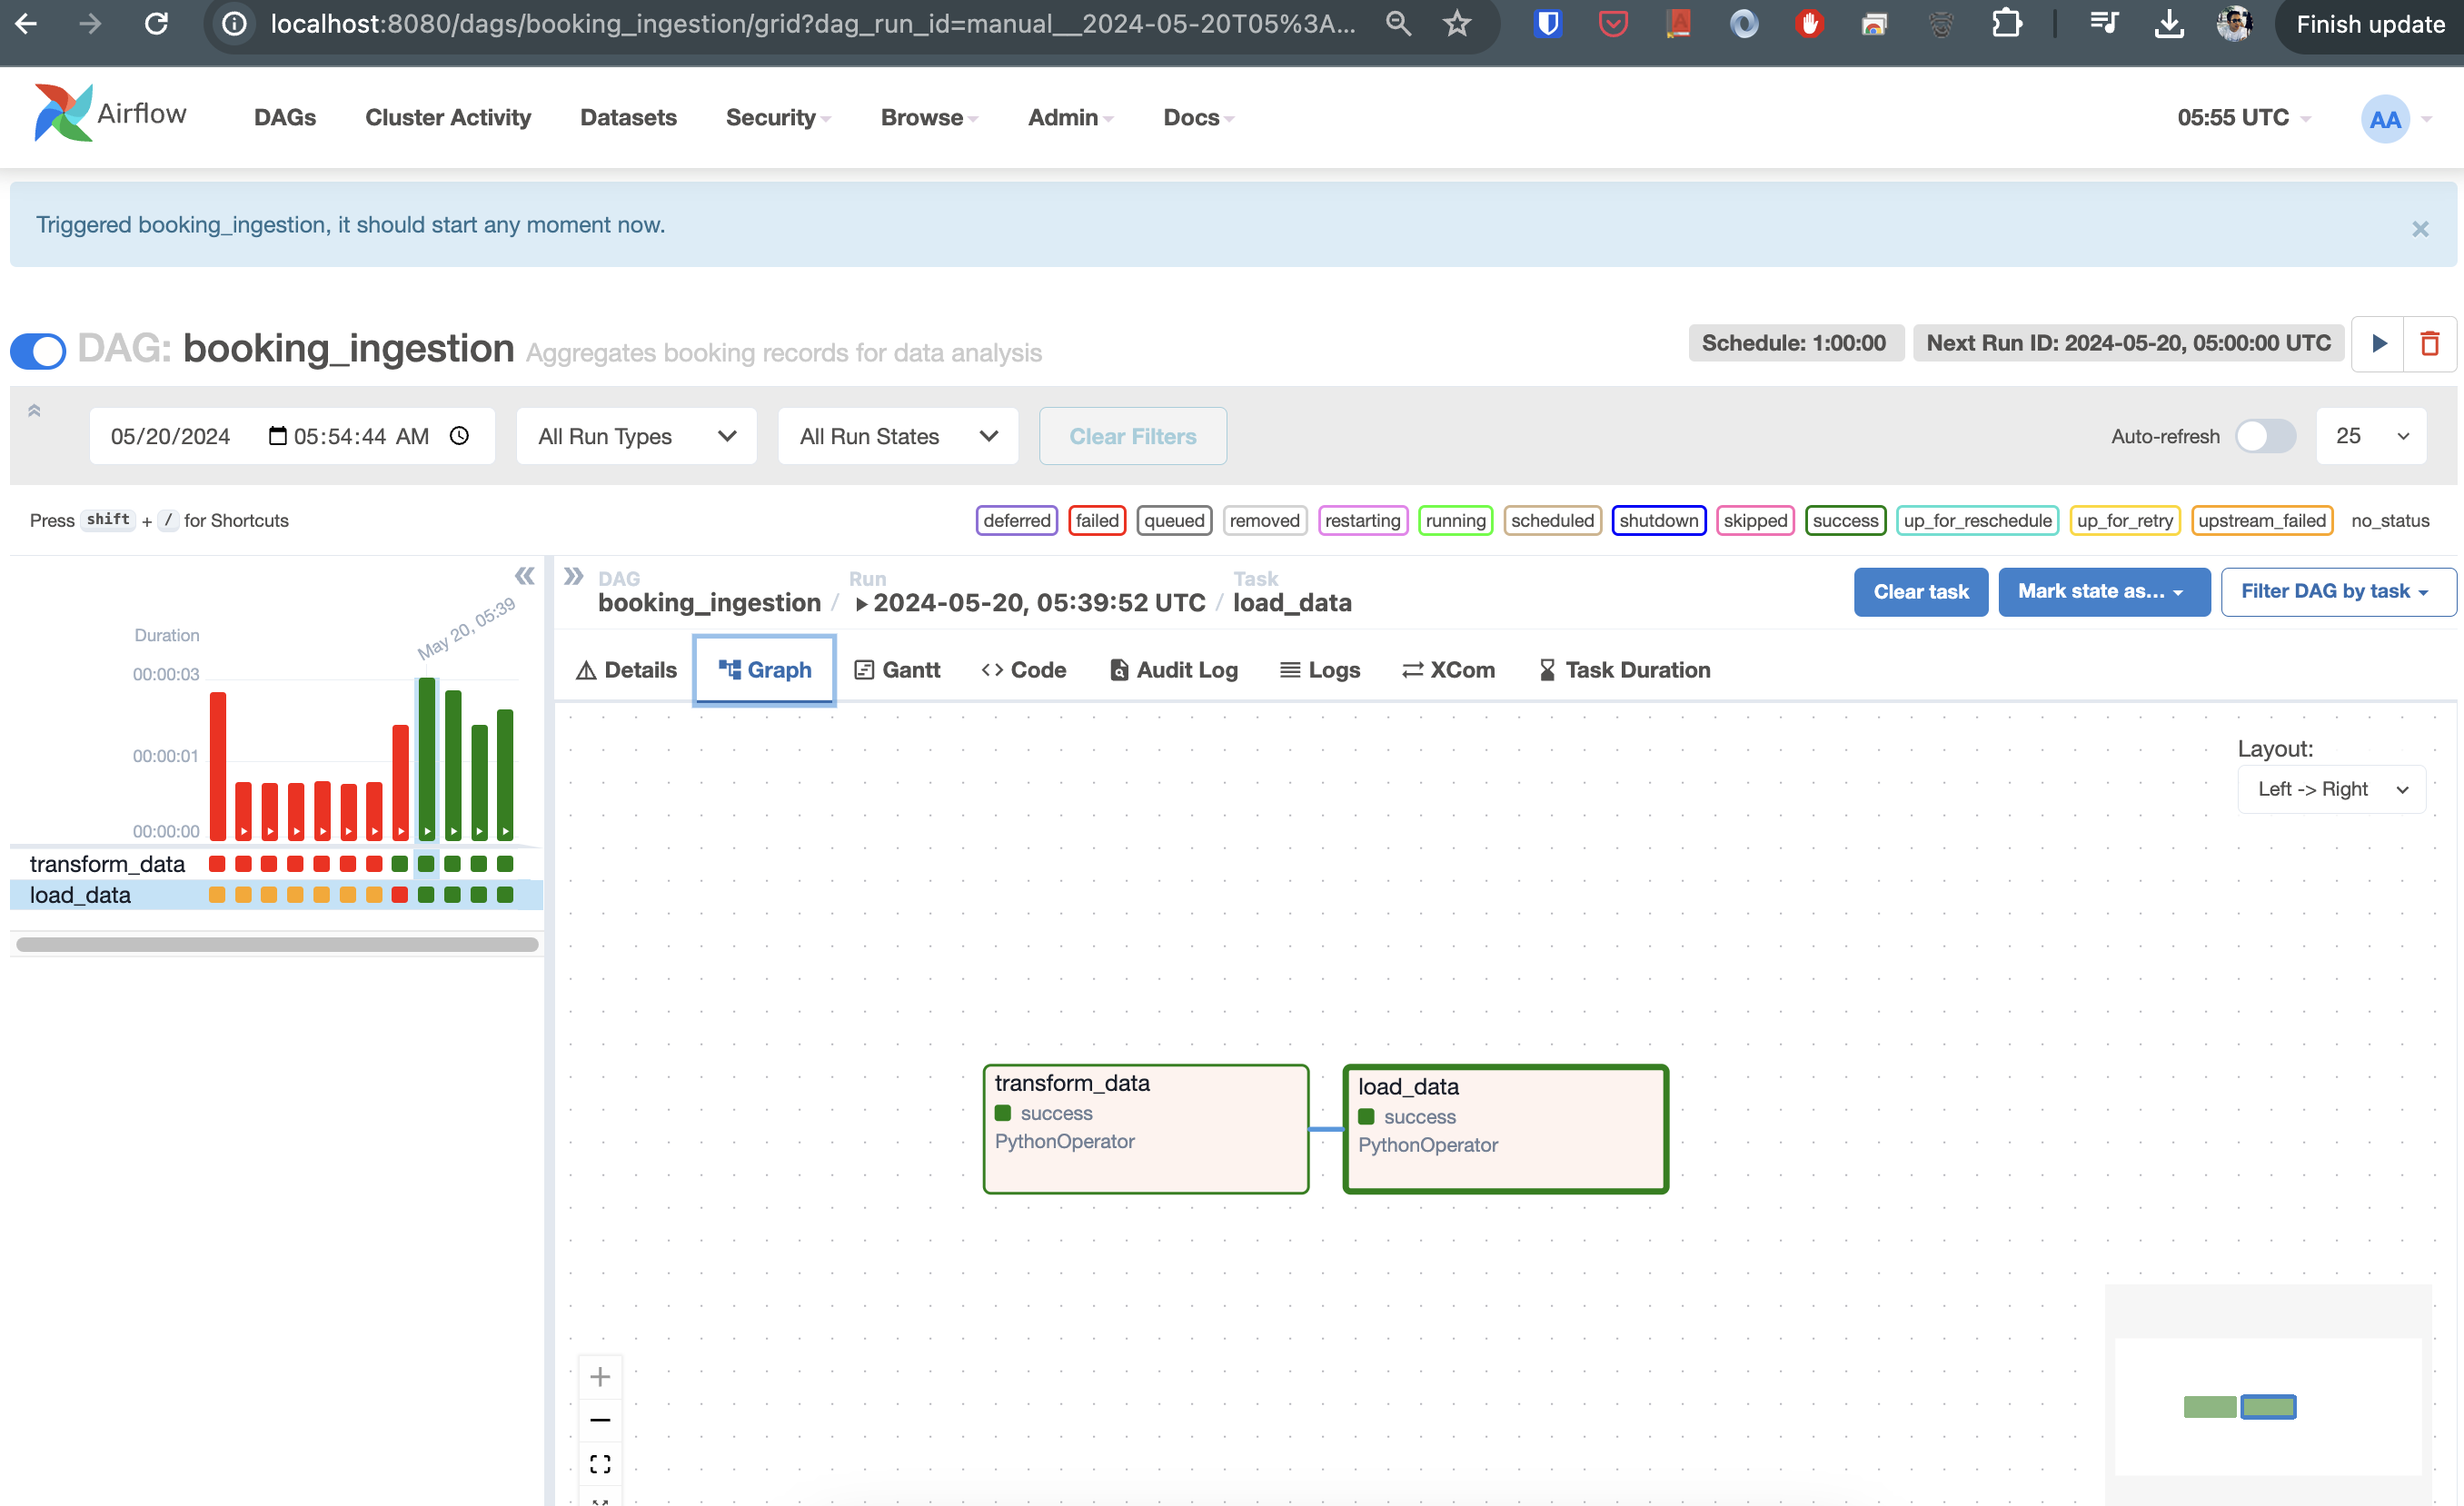 localhost:8080/dags/booking_ingestion/grid?dag_run_id=manual__2024-05-20T05%3A...
Finish update
Airflow
DAGs
Cluster Activity
Datasets
Security
Browse
Admin
Docs
05:55 UTC
AA
Triggered booking_ingestion, it should start any moment now.
×
DAG: booking_ingestion Aggregates booking records for data analysis
Schedule: 1:00:00
Next Run ID: 2024-05-20, 05:00:00 UTC
05/20/2024 05:54:44 AM
All Run Types
All Run States
Clear Filters
Auto-refresh
25
Press shift + / for Shortcuts
deferred
failed
queued
removed
restarting
running
scheduled
shutdown
skipped
success
up_for_reschedule
up_for_retry
upstream_failed
no_status
Duration
May 20, 05:39
00:00:03
00:00:01
00:00:00
transform_data
load_data
DAG
booking_ingestion
/
Run
2024-05-20, 05:39:52 UTC
/
Task
load_data
Clear task
Mark state as...
Filter DAG by task
Details
Graph
Gantt
Code
Audit Log
Logs
XCom
Task Duration
Layout:
Left -> Right
transform_data
success
PythonOperator
load_data
success
PythonOperator